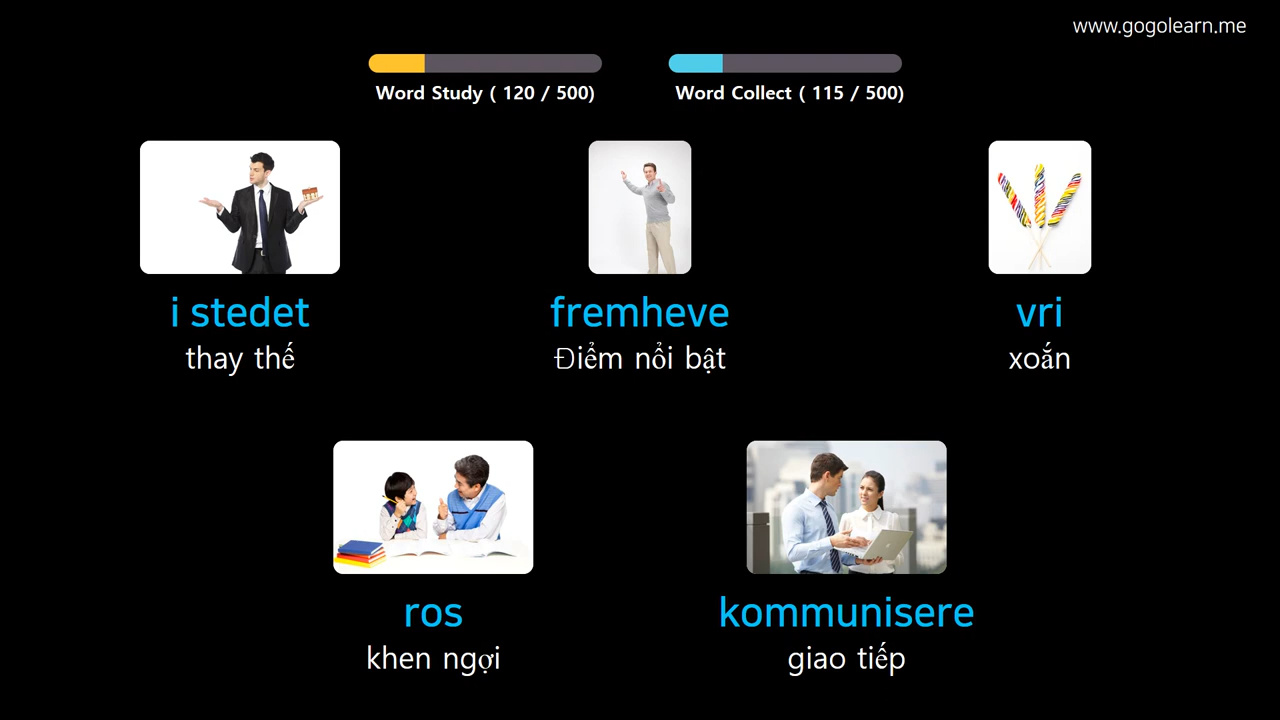 www.gogolearn.me
Word Study ( 120 / 500)
Word Collect ( 115 / 500)
i stedet
thay thế
fremheve
Điểm nổi bật
vri
xoắn
ros
khen ngợi
kommunisere
giao tiếp